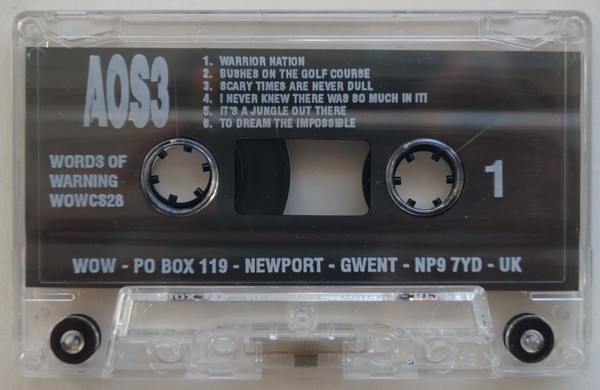 AOS3
1. WARRIOR NATION
2. BUSHES ON THE GOLF COURSE
3. SCARY TIMES ARE NEVER DULL
4. I NEVER KNEW THERE WAS SO MUCH IN IT!
5. IT'S A JUNGLE OUT THERE
6. TO DREAM THE IMPOSSIBLE
WORDS OF
WARNING
WOWCS28
1
WOW - PO BOX 119 - NEWPORT - GWENT - NP9 7YD - UK